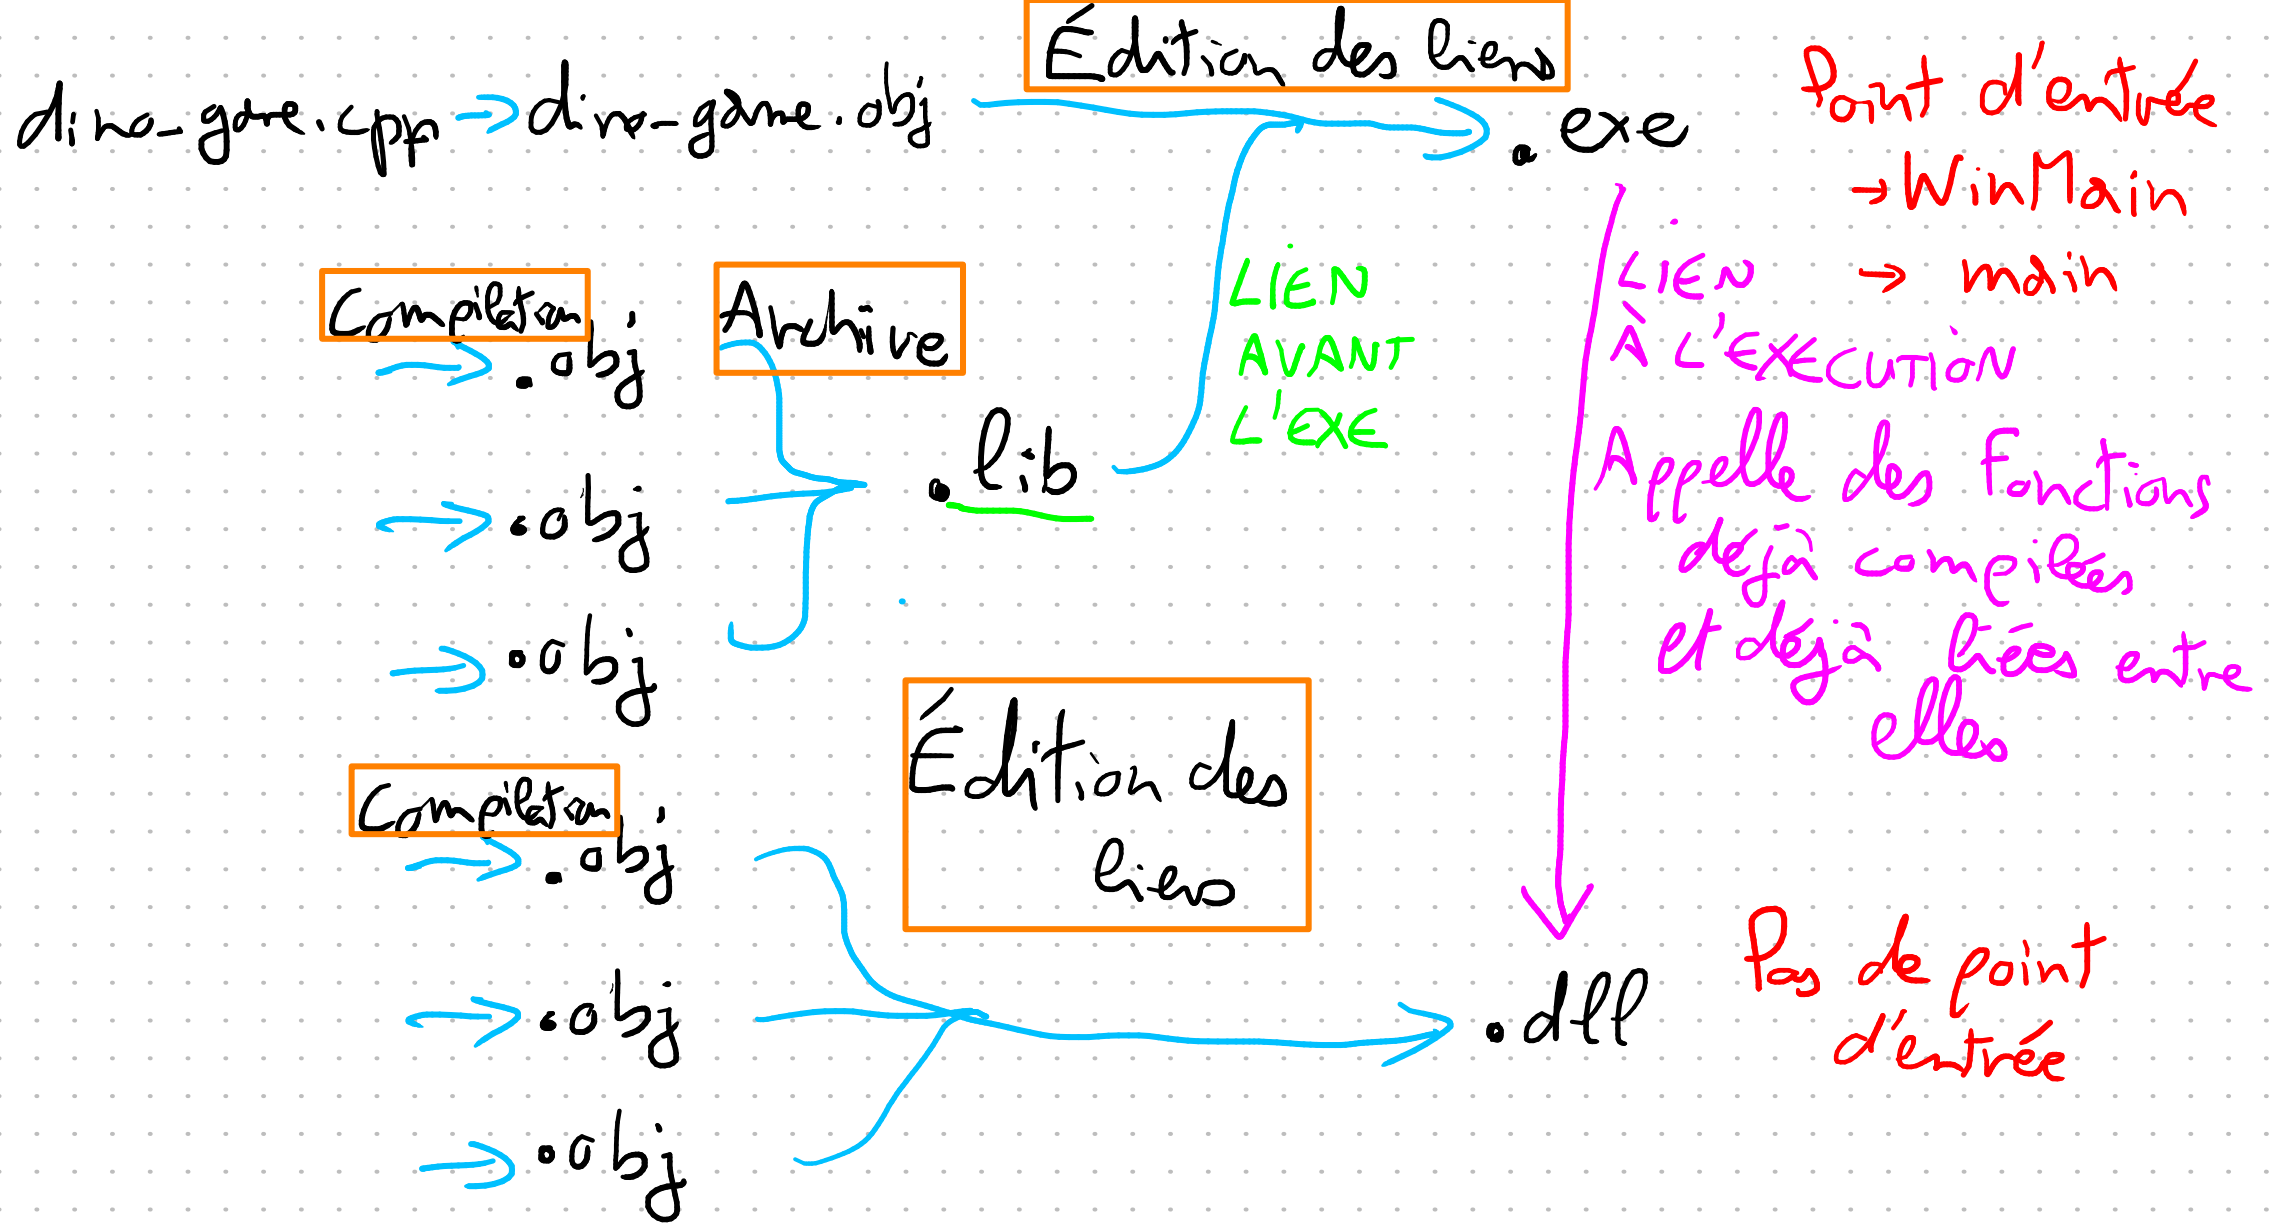 Édition des liens
dino-game.cpp → dino-game.obj
.exe
Point d'entrée
→ WinMain
→ main
Compilation
.obj
.obj
.obj
Archive
.lib
LIEN
AVANT
L'EXE
LIEN
À L'EXECUTION
Appelle des fonctions
déjà compilées
et déjà liées entre
elles
Compilation
.obj
.obj
.obj
Édition des
liens
.dll
Pas de point
d'entrée